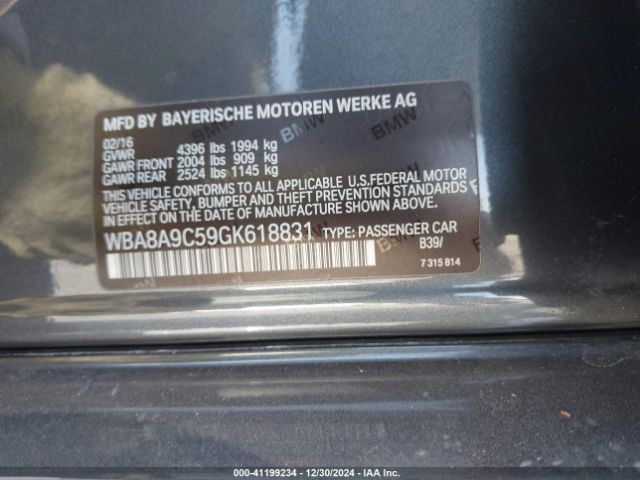 MFD BY BAYERISCHE MOTOREN WERKE AG
02/16
GVWR 4396 lbs 1994 kg
GAWR FRONT 2004 lbs 909 kg
GAWR REAR 2524 lbs 1145 kg
THIS VEHICLE CONFORMS TO ALL APPLICABLE U.S.FEDERAL MOTOR
VEHICLE SAFETY, BUMPER, AND THEFT PREVENTION STANDARDS
IN EFFECT ON THE DATE OF MANUFACTURE SHOWN ABOVE.
WBA8A9C59GK618831 TYPE: PASSENGER CAR
B39/
7 315 814
BMW
BMW
000-41199234 - 12/30/2024 - IAA Inc.